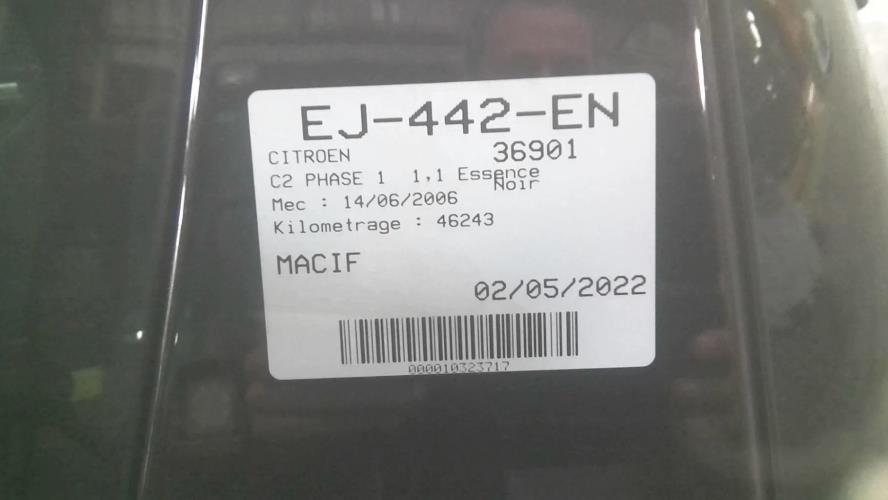 EJ-442-EN
CITROEN 36901
C2 PHASE 1 1,1 Essence
Noir
Mec : 14/06/2006
Kilometrage : 46243
MACIF
02/05/2022
000010323717